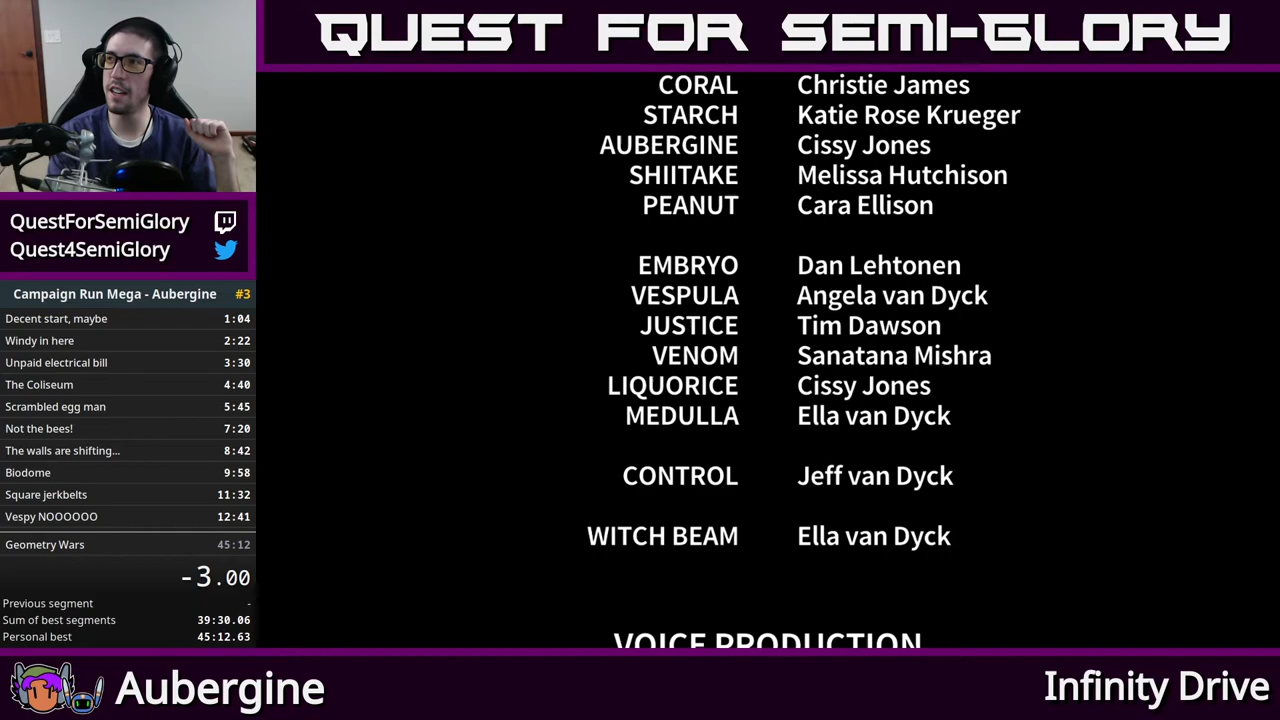 QUEST FOR SEMI-GLORY
CORAL Christie James
STARCH Katie Rose Krueger
AUBERGINE Cissy Jones
SHIITAKE Melissa Hutchison
PEANUT Cara Ellison
EMBRYO Dan Lehtonen
VESPULA Angela van Dyck
JUSTICE Tim Dawson
VENOM Sanatana Mishra
LIQUORICE Cissy Jones
MEDULLA Ella van Dyck
CONTROL Jeff van Dyck
WITCH BEAM Ella van Dyck
VOICE PRODUCTION
QuestForSemiGlory
Quest4SemiGlory
Campaign Run Mega - Aubergine #3
Decent start, maybe 1:04
Windy in here 2:22
Unpaid electrical bill 3:30
The Coliseum 4:40
Scrambled egg man 5:45
Not the bees! 7:20
The walls are shifting... 8:42
Biodome 9:58
Square jerkbelts 11:32
Vespy NOOOOOO 12:41
Geometry Wars 45:12
-3.00
Previous segment -
Sum of best segments 39:30.06
Personal best 45:12.63
Aubergine
Infinity Drive